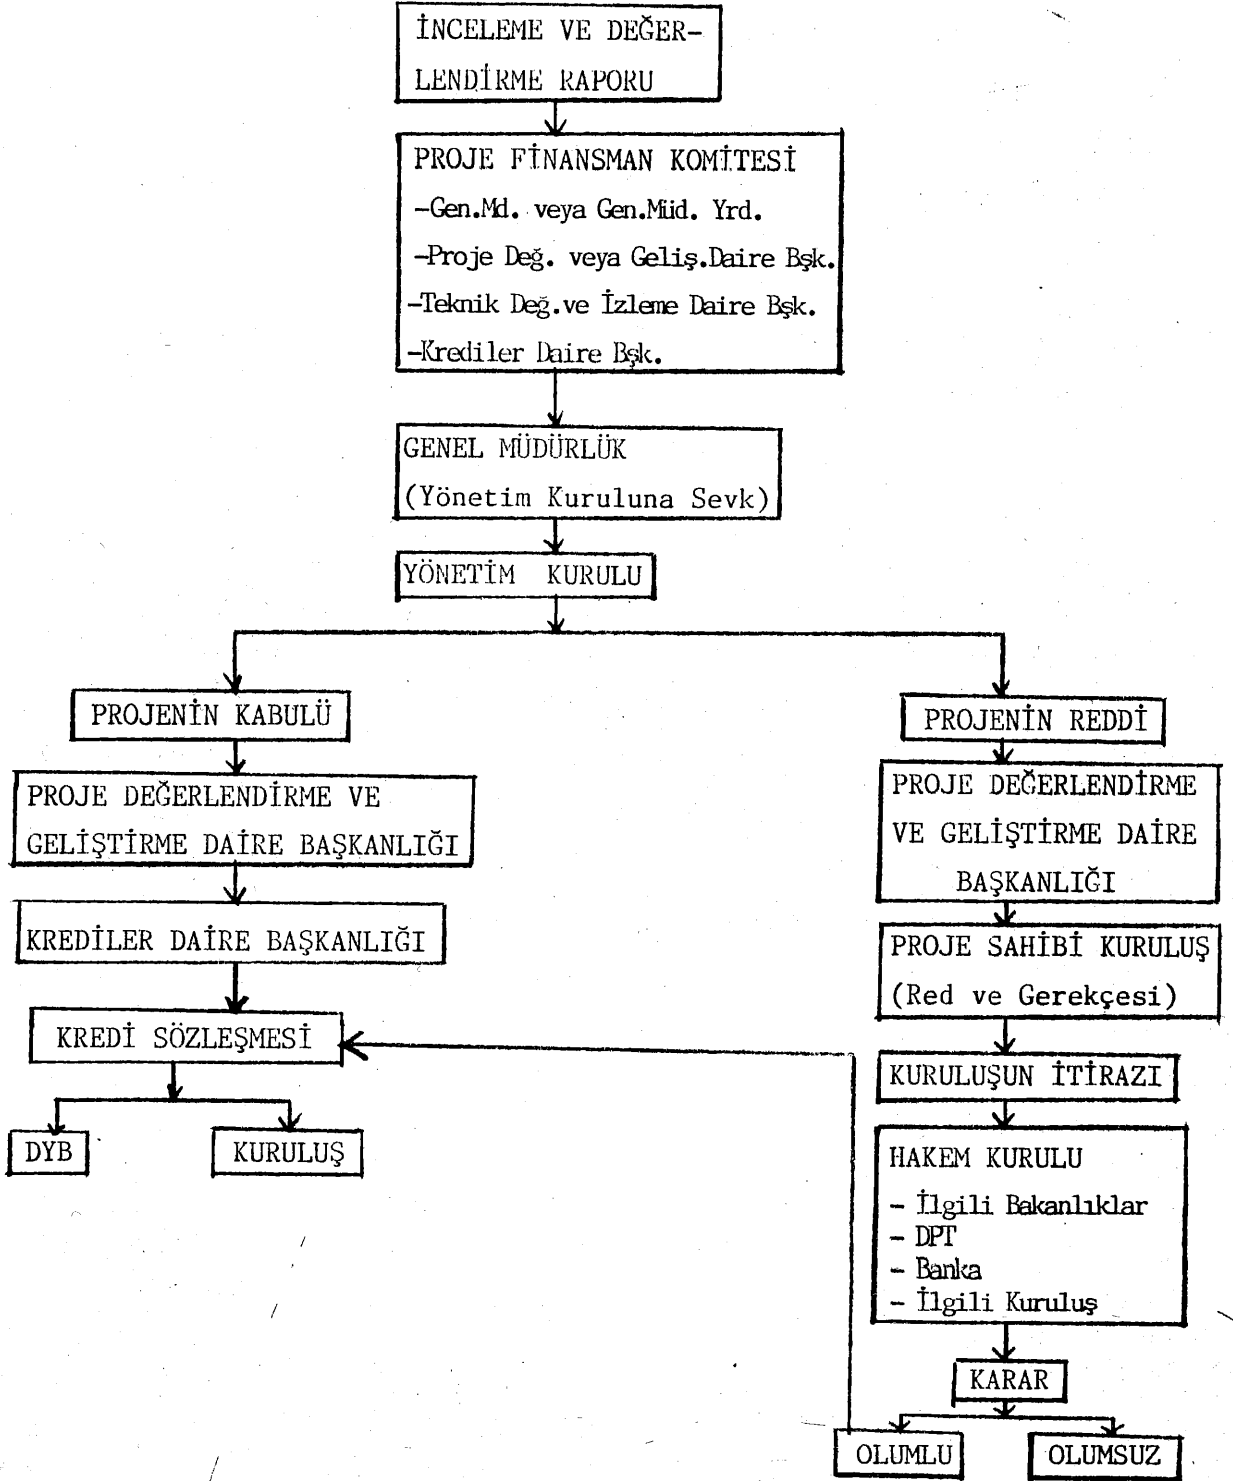 İNCELEME VE DEĞER-
LENDİRME RAPORU
PROJE FİNANSMAN KOMİTESİ
-Gen.Md. veya Gen.Müd. Yrd.
-Proje Değ. veya Geliş.Daire Bşk.
-Teknik Değ.ve İzleme Daire Bşk.
-Krediler Daire Bşk.
GENEL MÜDÜRLÜK
(Yönetim Kuruluna Sevk)
YÖNETİM KURULU
PROJENİN KABULÜ
PROJE DEĞERLENDİRME VE
GELİŞTİRME DAİRE BAŞKANLIĞI
KREDİLER DAİRE BAŞKANLIĞI
KREDİ SÖZLEŞMESİ
DYB
KURULUŞ
PROJENİN REDDİ
PROJE DEĞERLENDİRME
VE GELİŞTİRME DAİRE
BAŞKANLIĞI
PROJE SAHİBİ KURULUŞ
(Red ve Gerekçesi)
KURULUŞUN İTİRAZI
HAKEM KURULU
- İlgili Bakanlıklar
- DPT
- Banka
- İlgili Kuruluş
KARAR
OLUMLU
OLUMSUZ